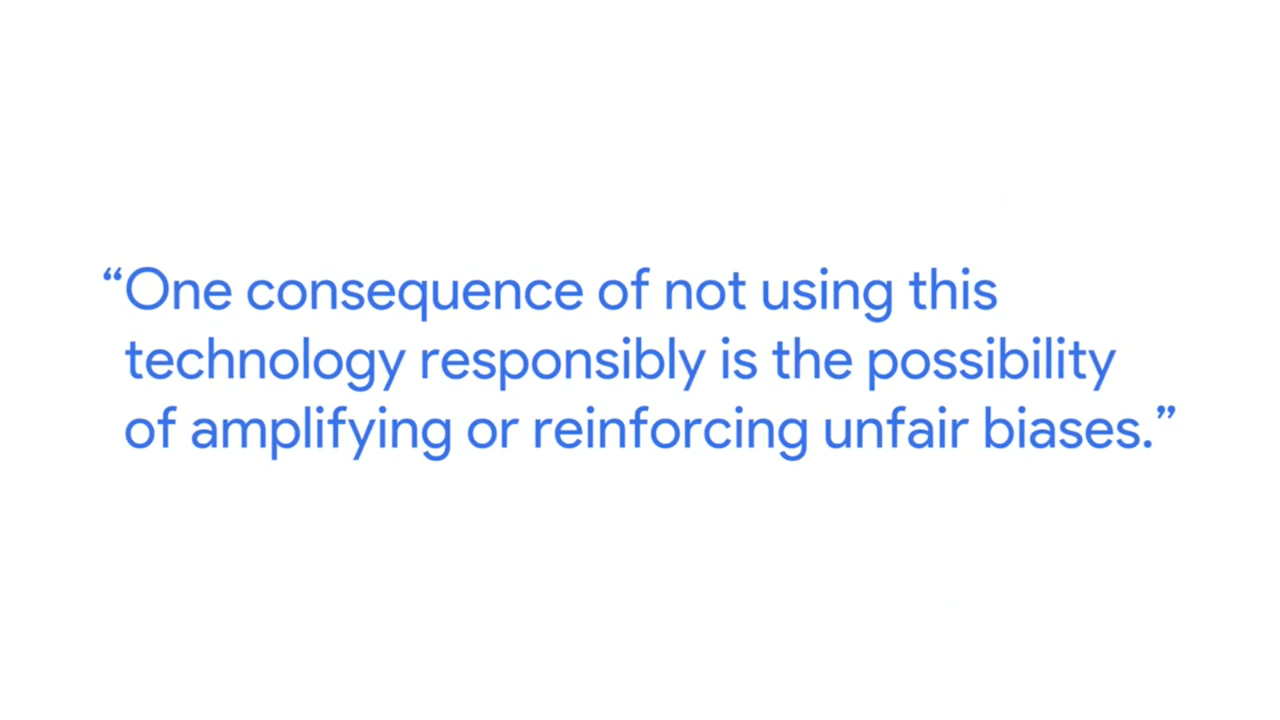 “One consequence of not using this
technology responsibly is the possibility
of amplifying or reinforcing unfair biases.”